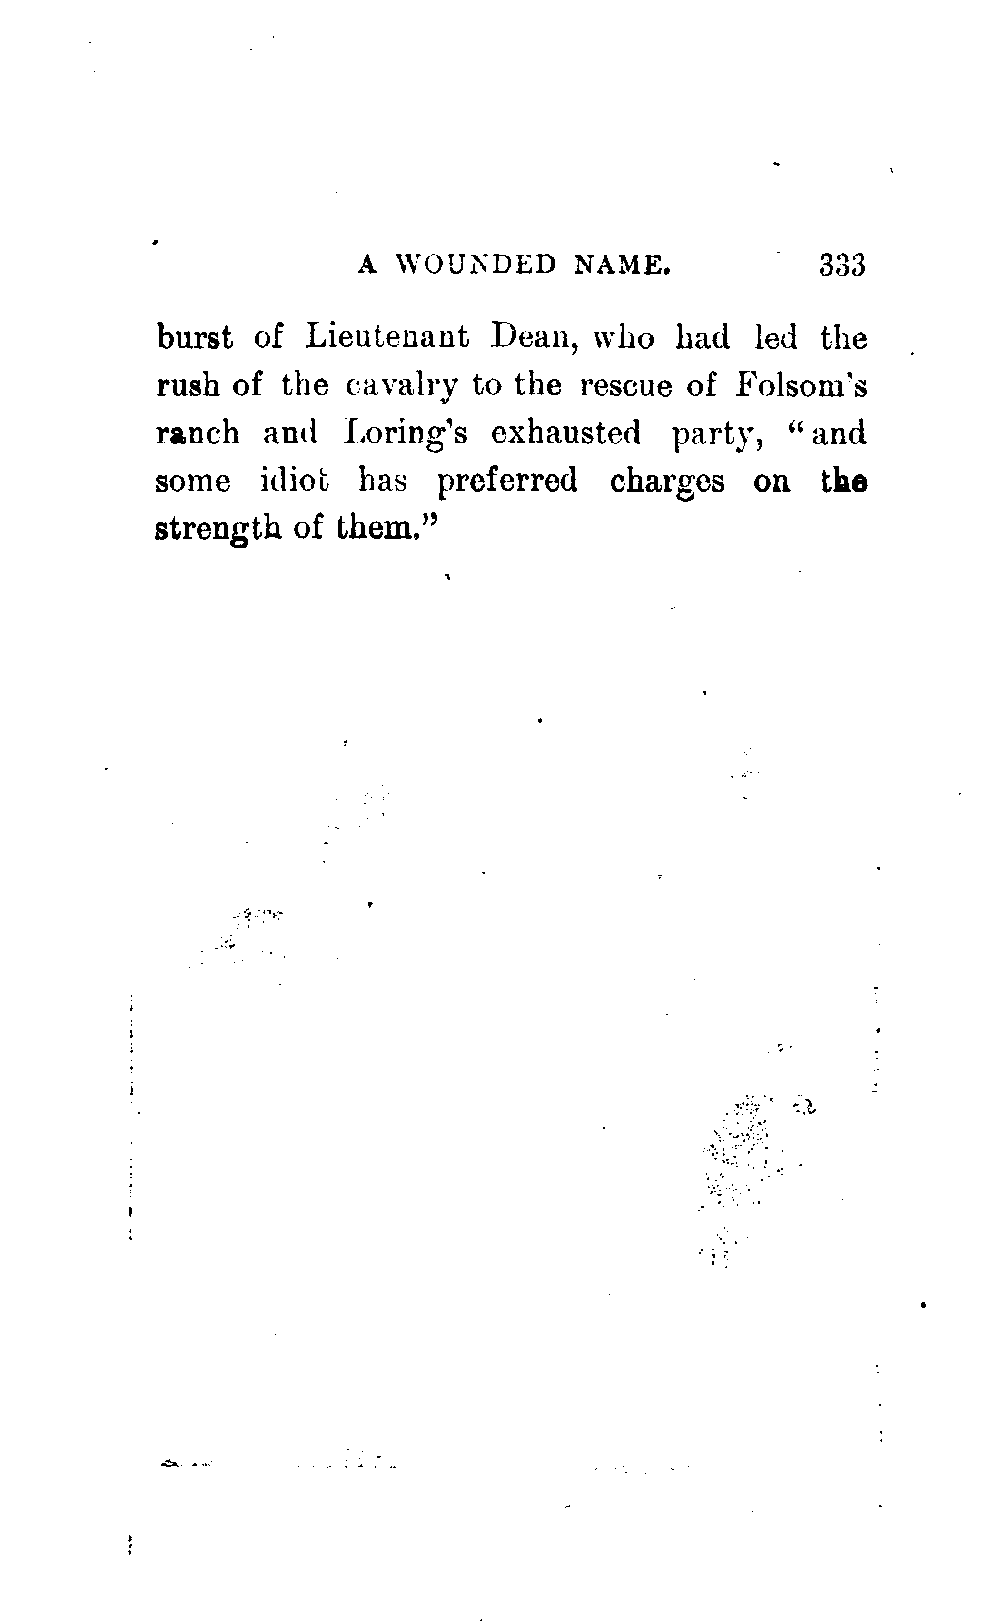 A WOUNDED NAME. 333
burst of Lieutenant Dean, who had led the
rush of the cavalry to the rescue of Folsom's
ranch and Loring's exhausted party, "and
some idiot has preferred charges on the
strength of them."